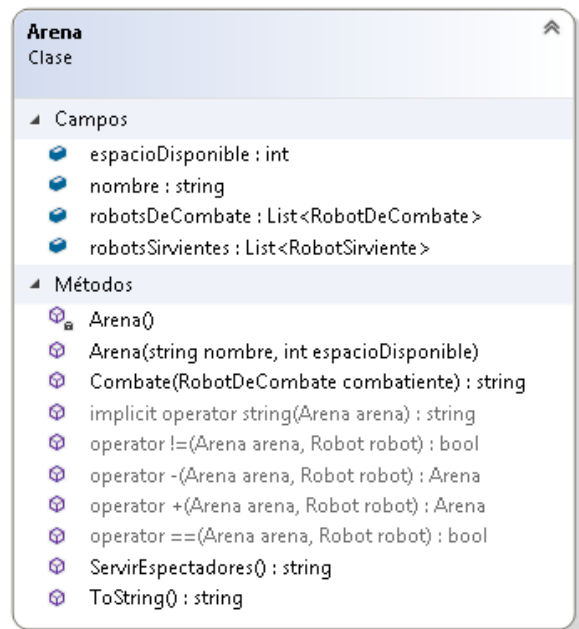 Arena
Clase
Campos
espacioDisponible : int
nombre : string
robotsDeCombate : List<RobotDeCombate>
robotsSirvientes : List<RobotSirviente>
Métodos
Arena()
Arena(string nombre, int espacioDisponible)
Combate(RobotDeCombate combatiente) : string
implicit operator string(Arena arena) : string
operator !=(Arena arena, Robot robot) : bool
operator -(Arena arena, Robot robot) : Arena
operator +(Arena arena, Robot robot) : Arena
operator ==(Arena arena, Robot robot) : bool
ServirEspectadores() : string
ToString() : string